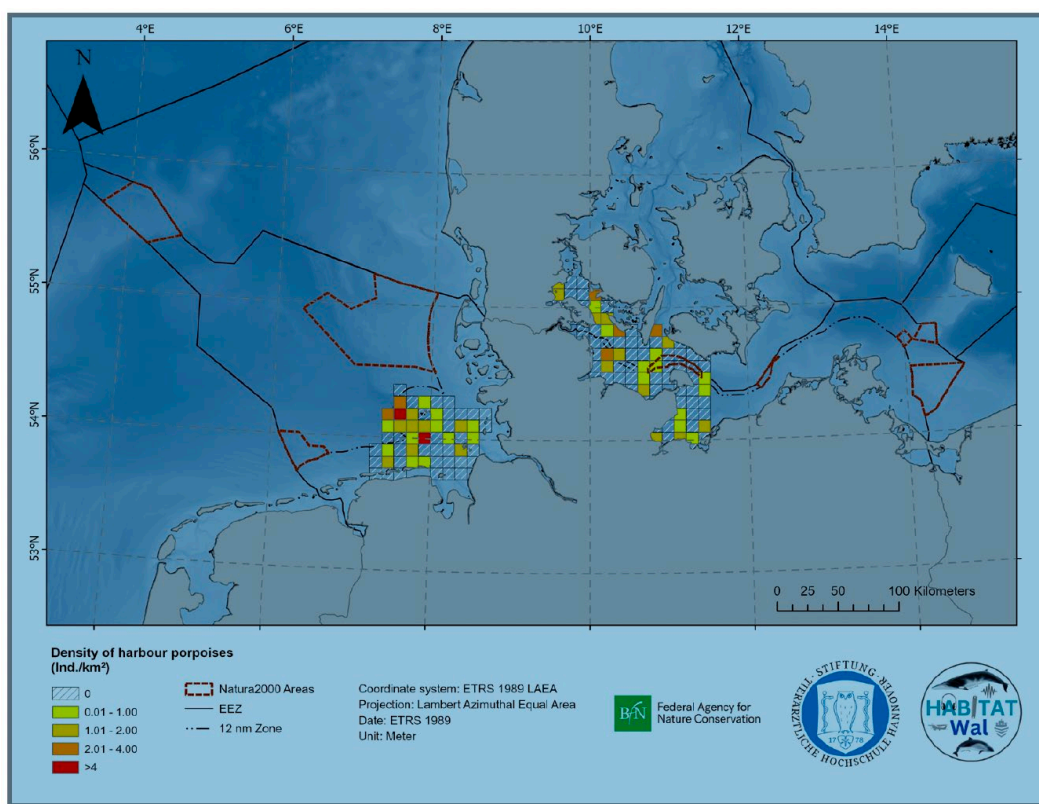 4°E 6°E 8°E 10°E 12°E 14°E
N
56°N
55°N
54°N
53°N
0 25 50 100 Kilometers
Density of harbour porpoises
(Ind./km²)
0
0.01 - 1.00
1.01 - 2.00
2.01 - 4.00
>4
Natura2000 Areas
EEZ
12 nm Zone
Coordinate system: ETRS 1989 LAEA
Projection: Lambert Azimuthal Equal Area
Date: ETRS 1989
Unit: Meter
BfN
Federal Agency for
Nature Conservation
STIFTUNG
TIERÄRZTLICHE HOCHSCHULE HANNOVER
1778
HABITAT
Wal